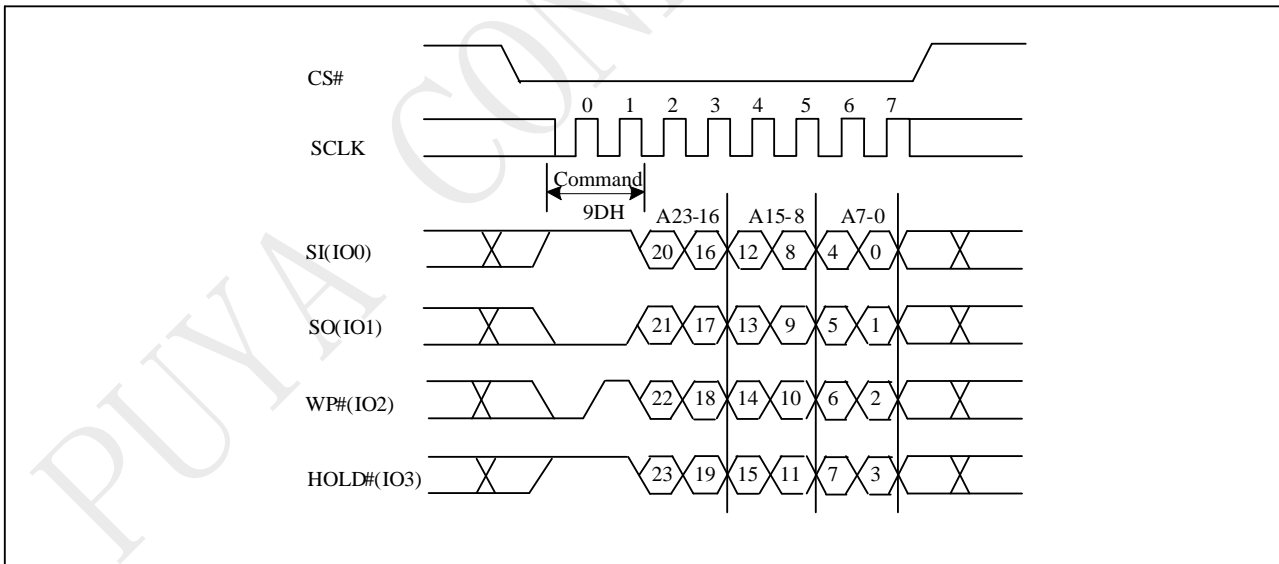 PUYA CON
CS#
0 1 2 3 4 5 6 7
SCLK
Command
9DH
A23-16 A15-8 A7-0
SI(IO0) 20 16 12 8 4 0
SO(IO1) 21 17 13 9 5 1
WP#(IO2) 22 18 14 10 6 2
HOLD#(IO3) 23 19 15 11 7 3